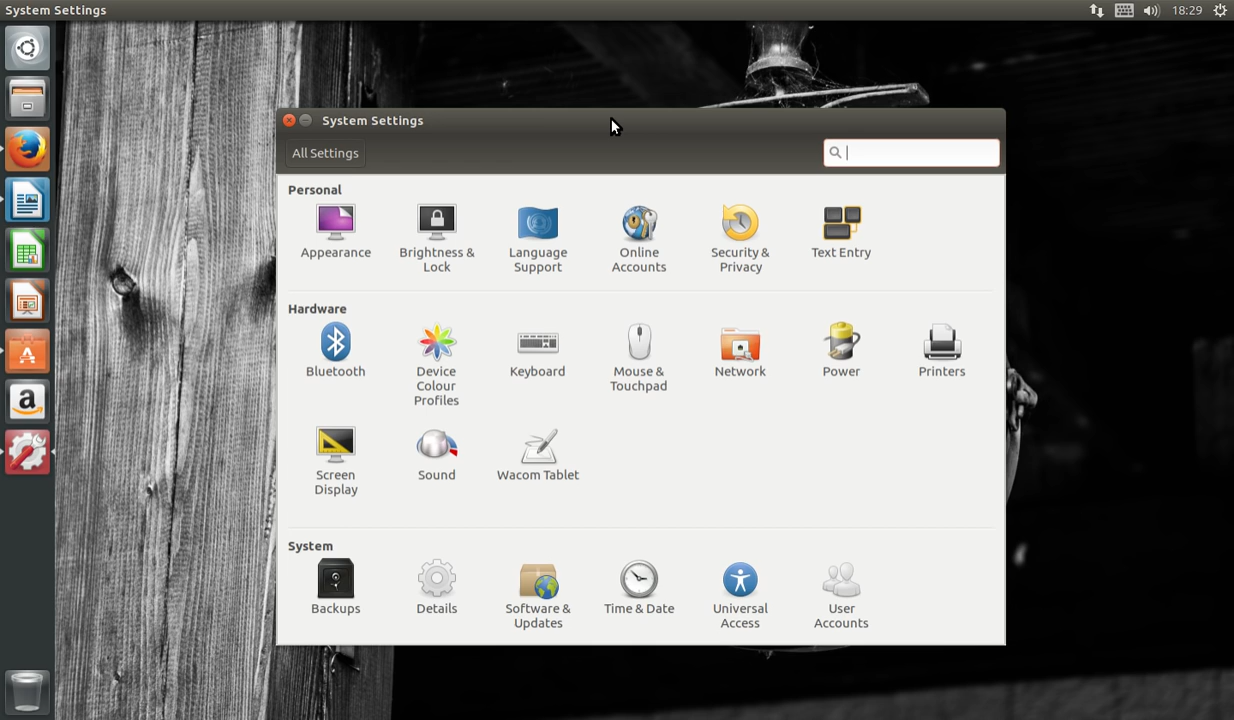 System Settings
18:29
System Settings
All Settings
Personal
Appearance
Brightness &
Lock
Language
Support
Online
Accounts
Security &
Privacy
Text Entry
Hardware
Bluetooth
Device
Colour
Profiles
Keyboard
Mouse &
Touchpad
Network
Power
Printers
Screen
Display
Sound
Wacom Tablet
System
Backups
Details
Software &
Updates
Time & Date
Universal
Access
User
Accounts